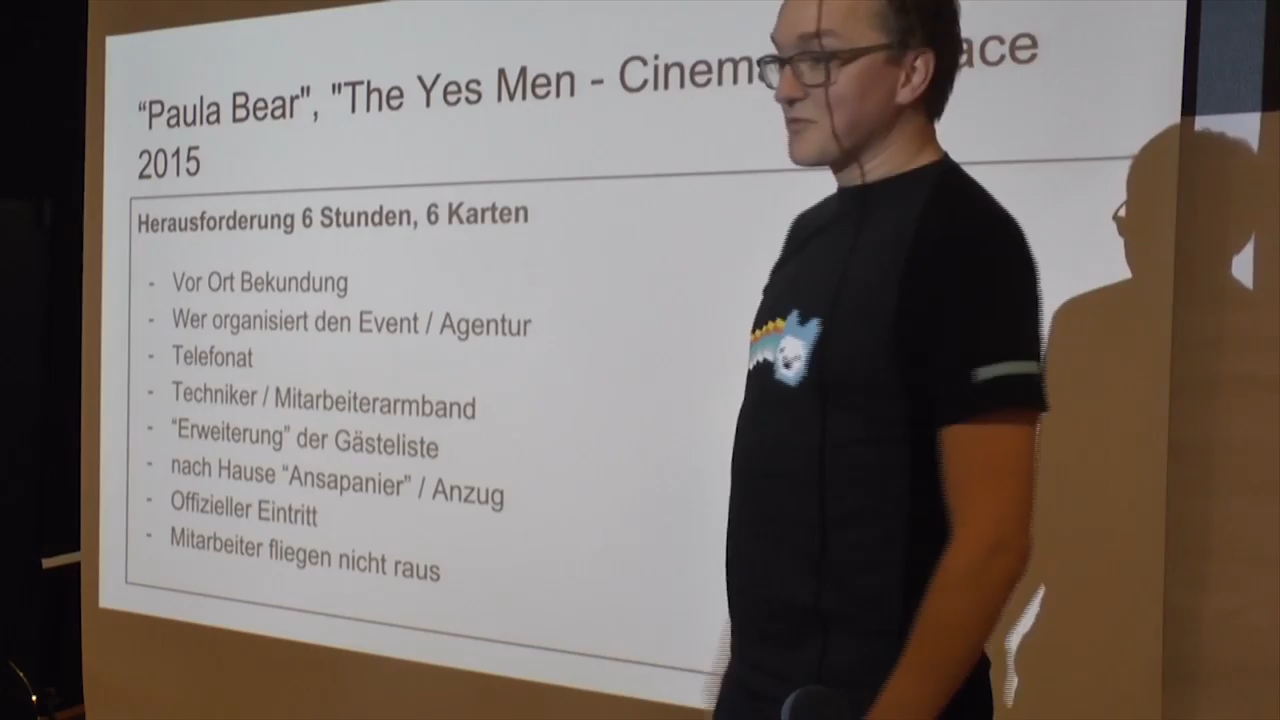 “Paula Bear", "The Yes Men - Cinema ace
2015
Herausforderung 6 Stunden, 6 Karten
- Vor Ort Bekundung
- Wer organisiert den Event / Agentur
- Telefonat
- Techniker / Mitarbeiterarmband
- “Erweiterung” der Gästeliste
- nach Hause “Ansapanier” / Anzug
- Offizieller Eintritt
- Mitarbeiter fliegen nicht raus